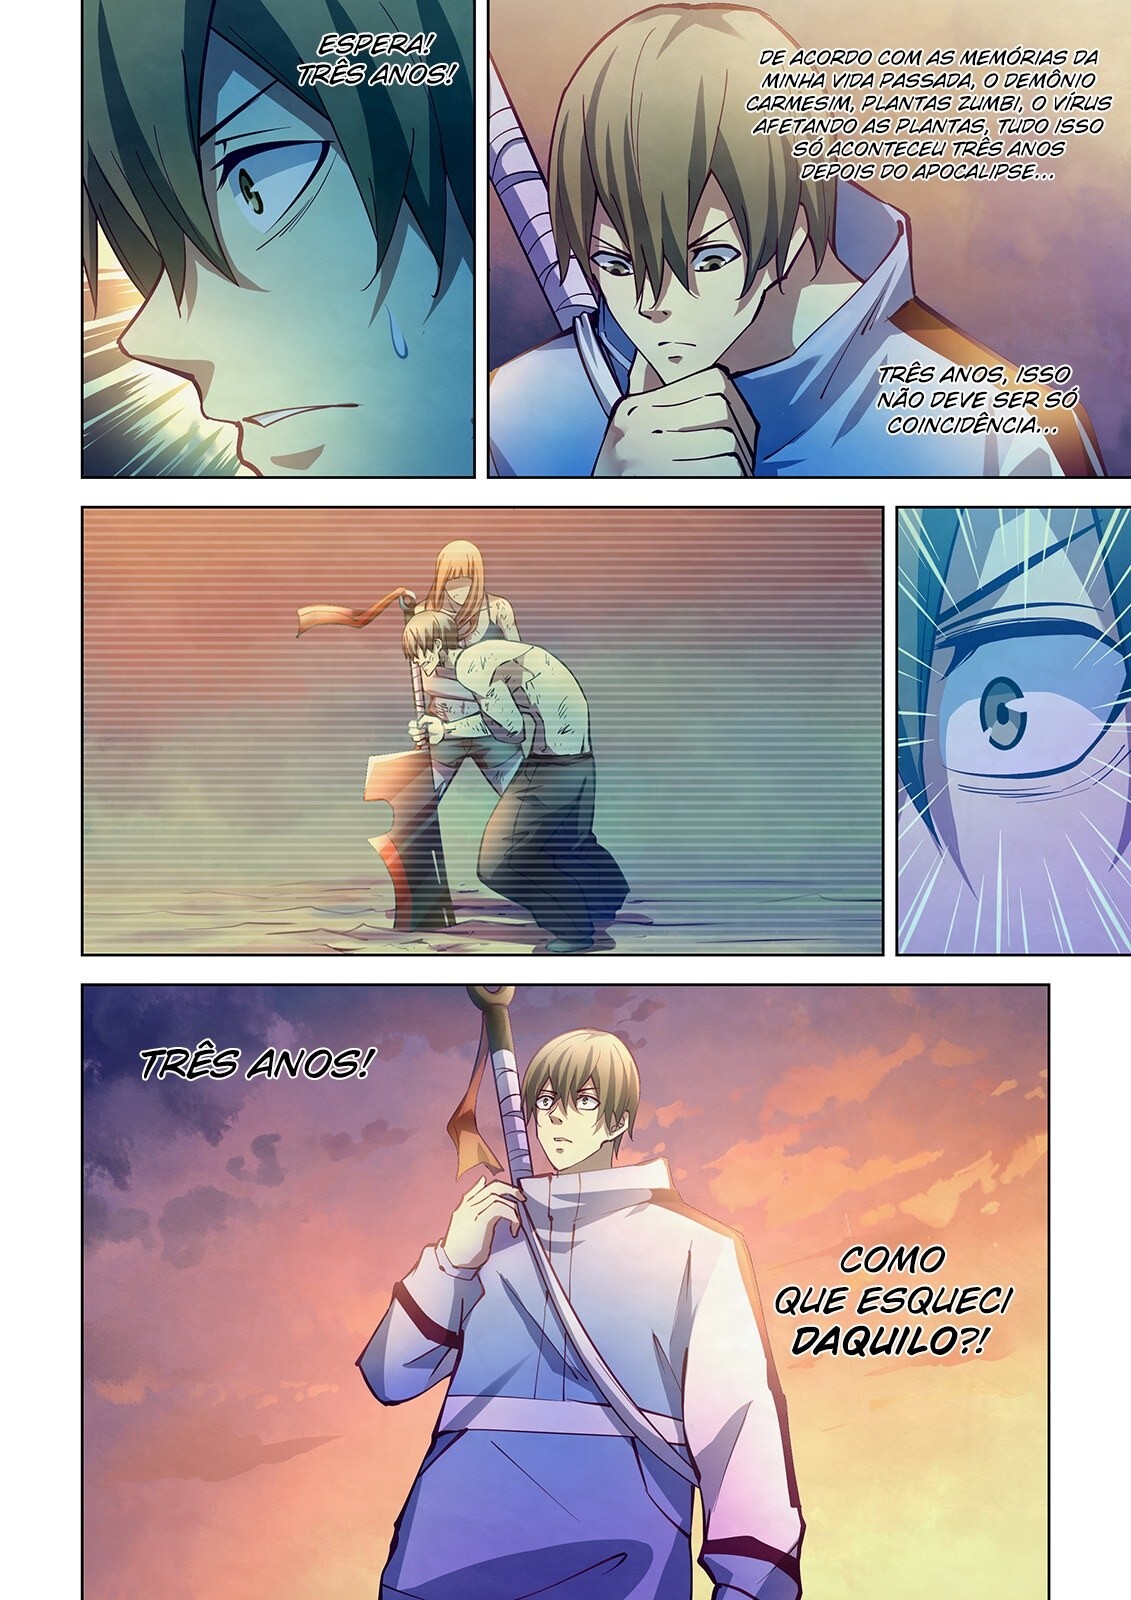 ESPERA!
TRÊS ANOS!
DE ACORDO COM AS MEMÓRIAS DA
MINHA VIDA PASSADA, O DEMÔNIO
CARMESIM, PLANTAS ZUMBI, O VÍRUS
AFETANDO AS PLANTAS, TUDO ISSO
SÓ ACONTECEU TRÊS ANOS
DEPOIS DO APOCALIPSE...
TRÊS ANOS, ISSO
NÃO DEVE SER SÓ
COINCIDÊNCIA...
TRÊS ANOS!
COMO
QUE ESQUECI
DAQUILO?!